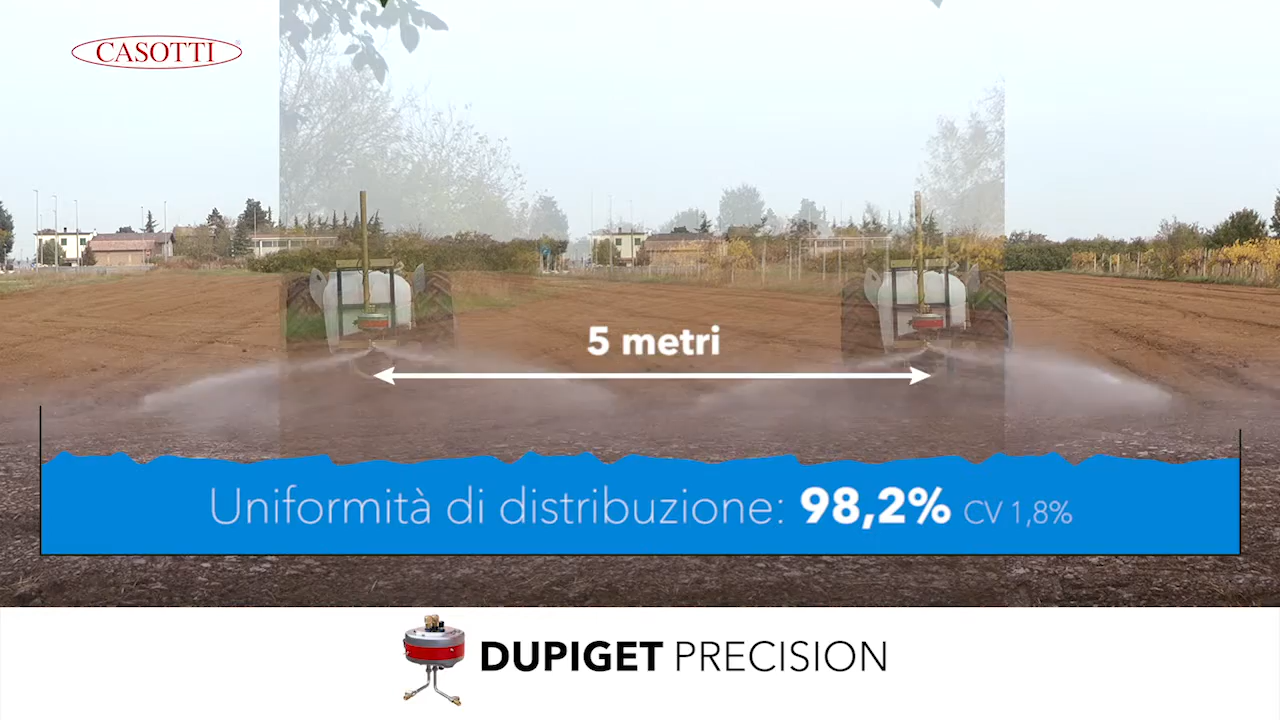 CASOTTI
5 metri
Uniformità di distribuzione: 98,2% CV 1,8%
DUPIGET PRECISION